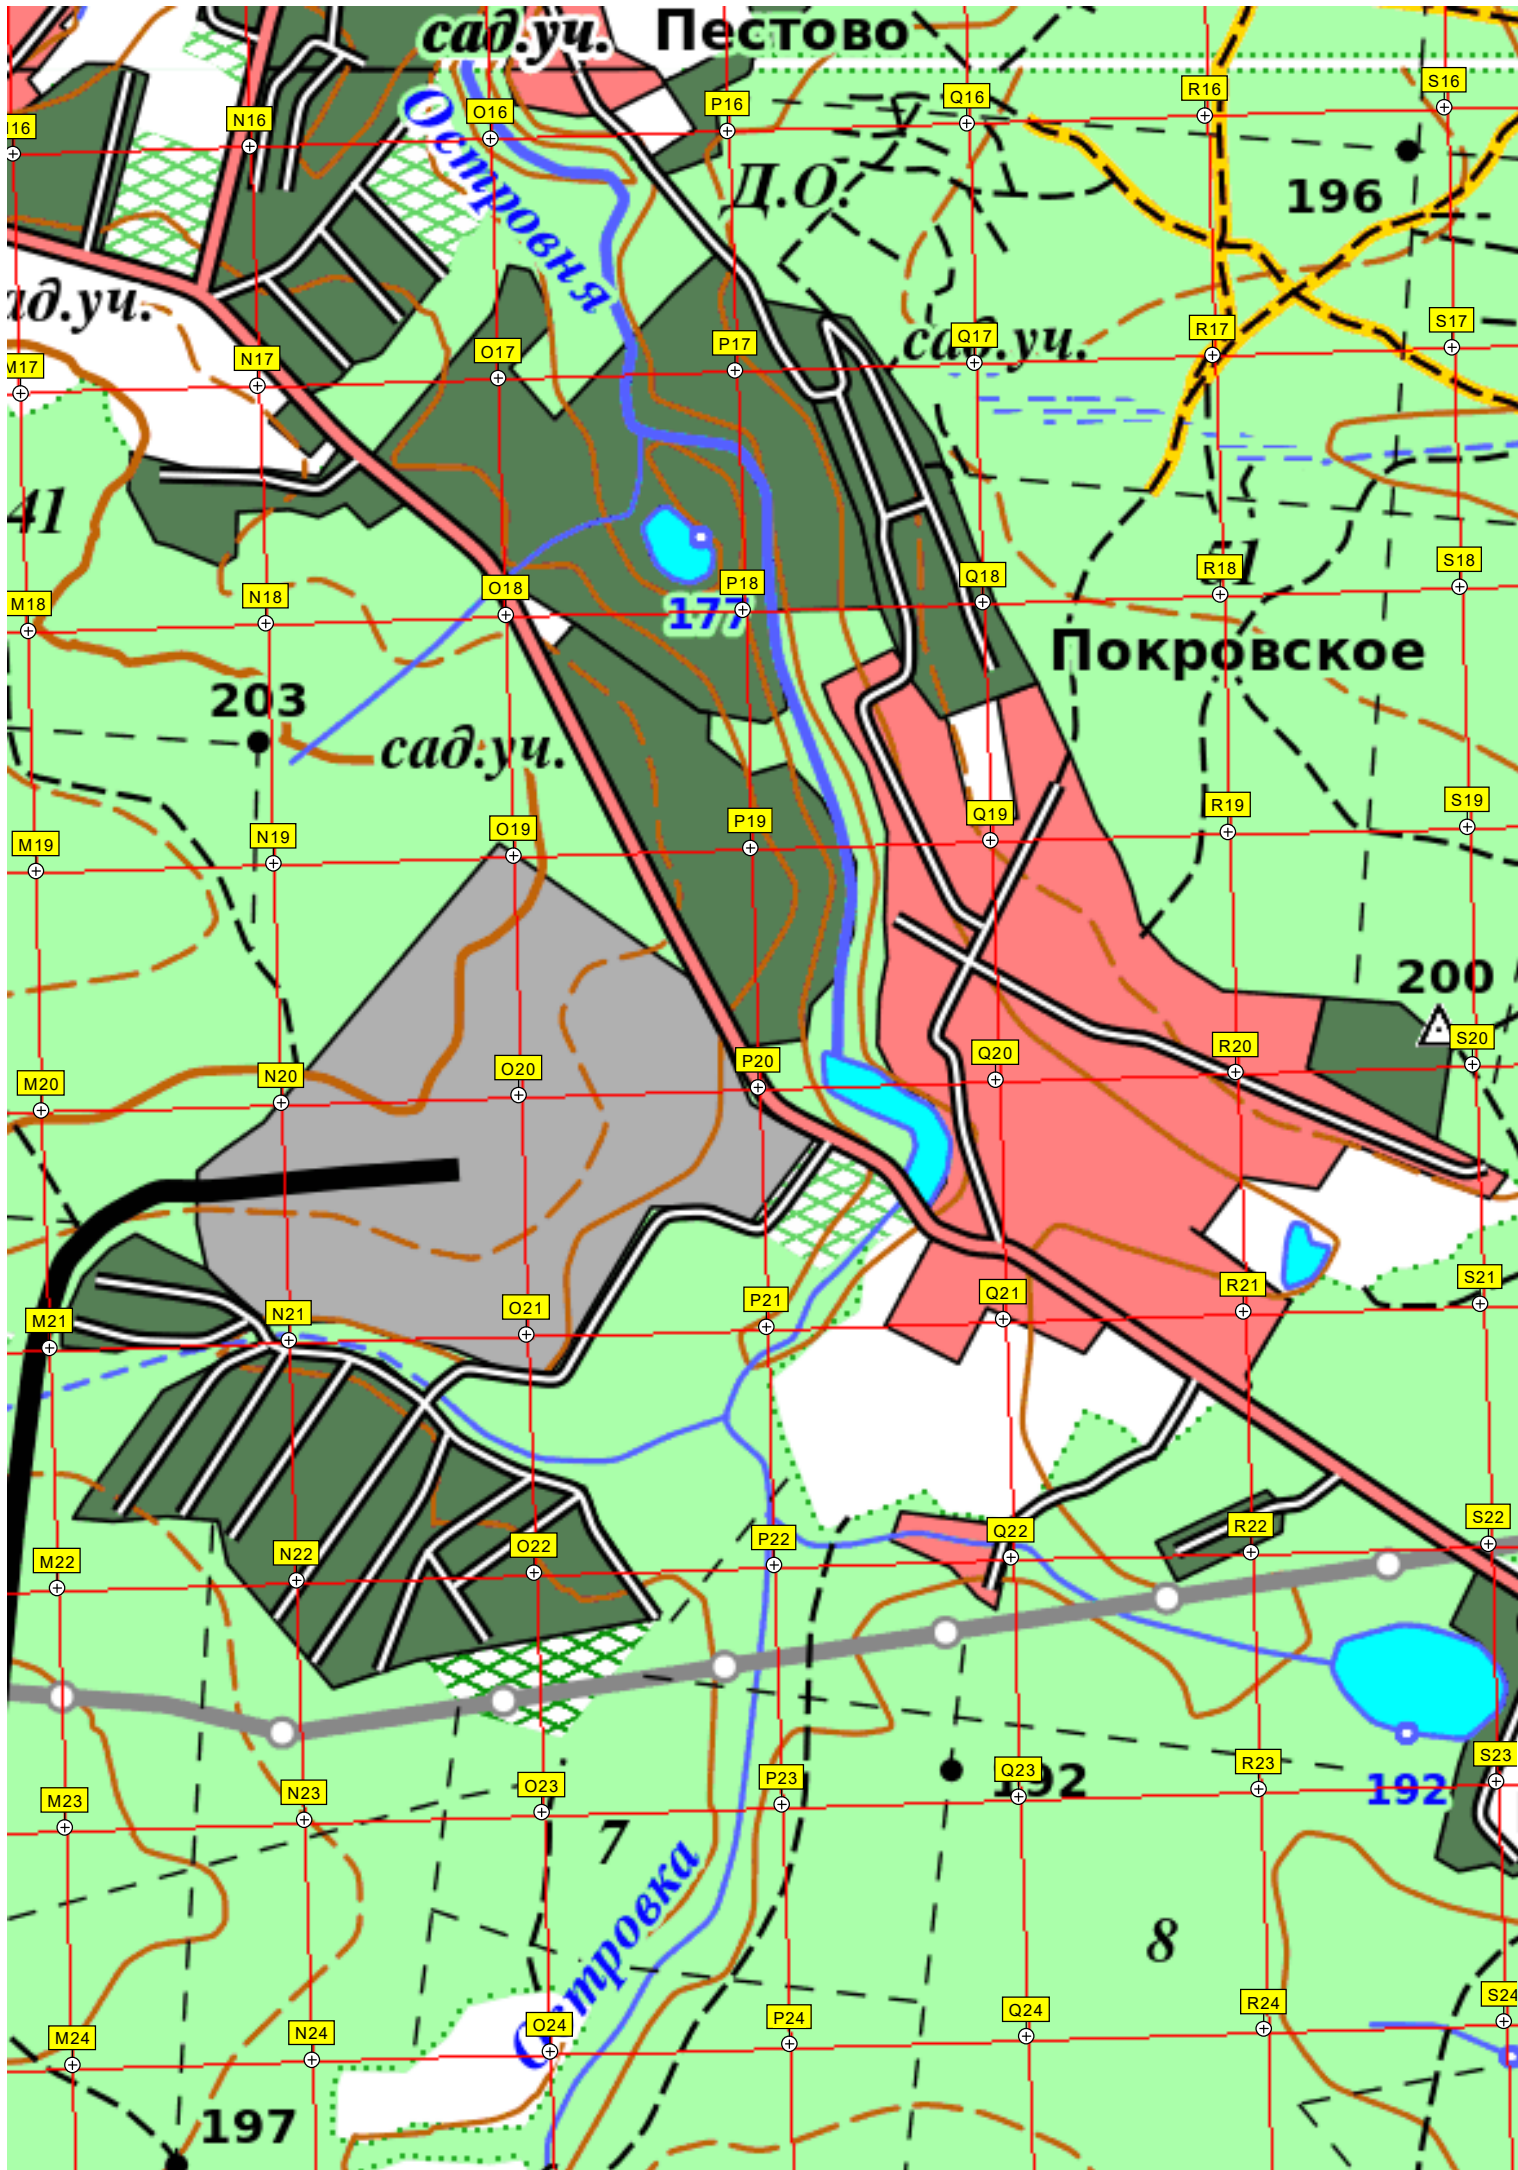 сад.уч. Пестово
P16 Q16 R16 S16
N16 O16
Островня
Д.О.
196
сад.уч.
N17 O17 P17 Q17 R17 S17
M17
41
51
M18 N18 O18 P18 Q18 R18 S18
177
Покровское
203
сад.уч.
M19 N19 O19 P19 Q19 R19 S19
200
M20 N20 O20 P20 Q20 R20 S20
M21 N21 O21 P21 Q21 R21 S21
M22 N22 O22 P22 Q22 R22 S22
M23 N23 O23 P23 Q23 R23 S23
192
192
7
Островка
8
M24 N24 O24 P24 Q24 R24 S24
197